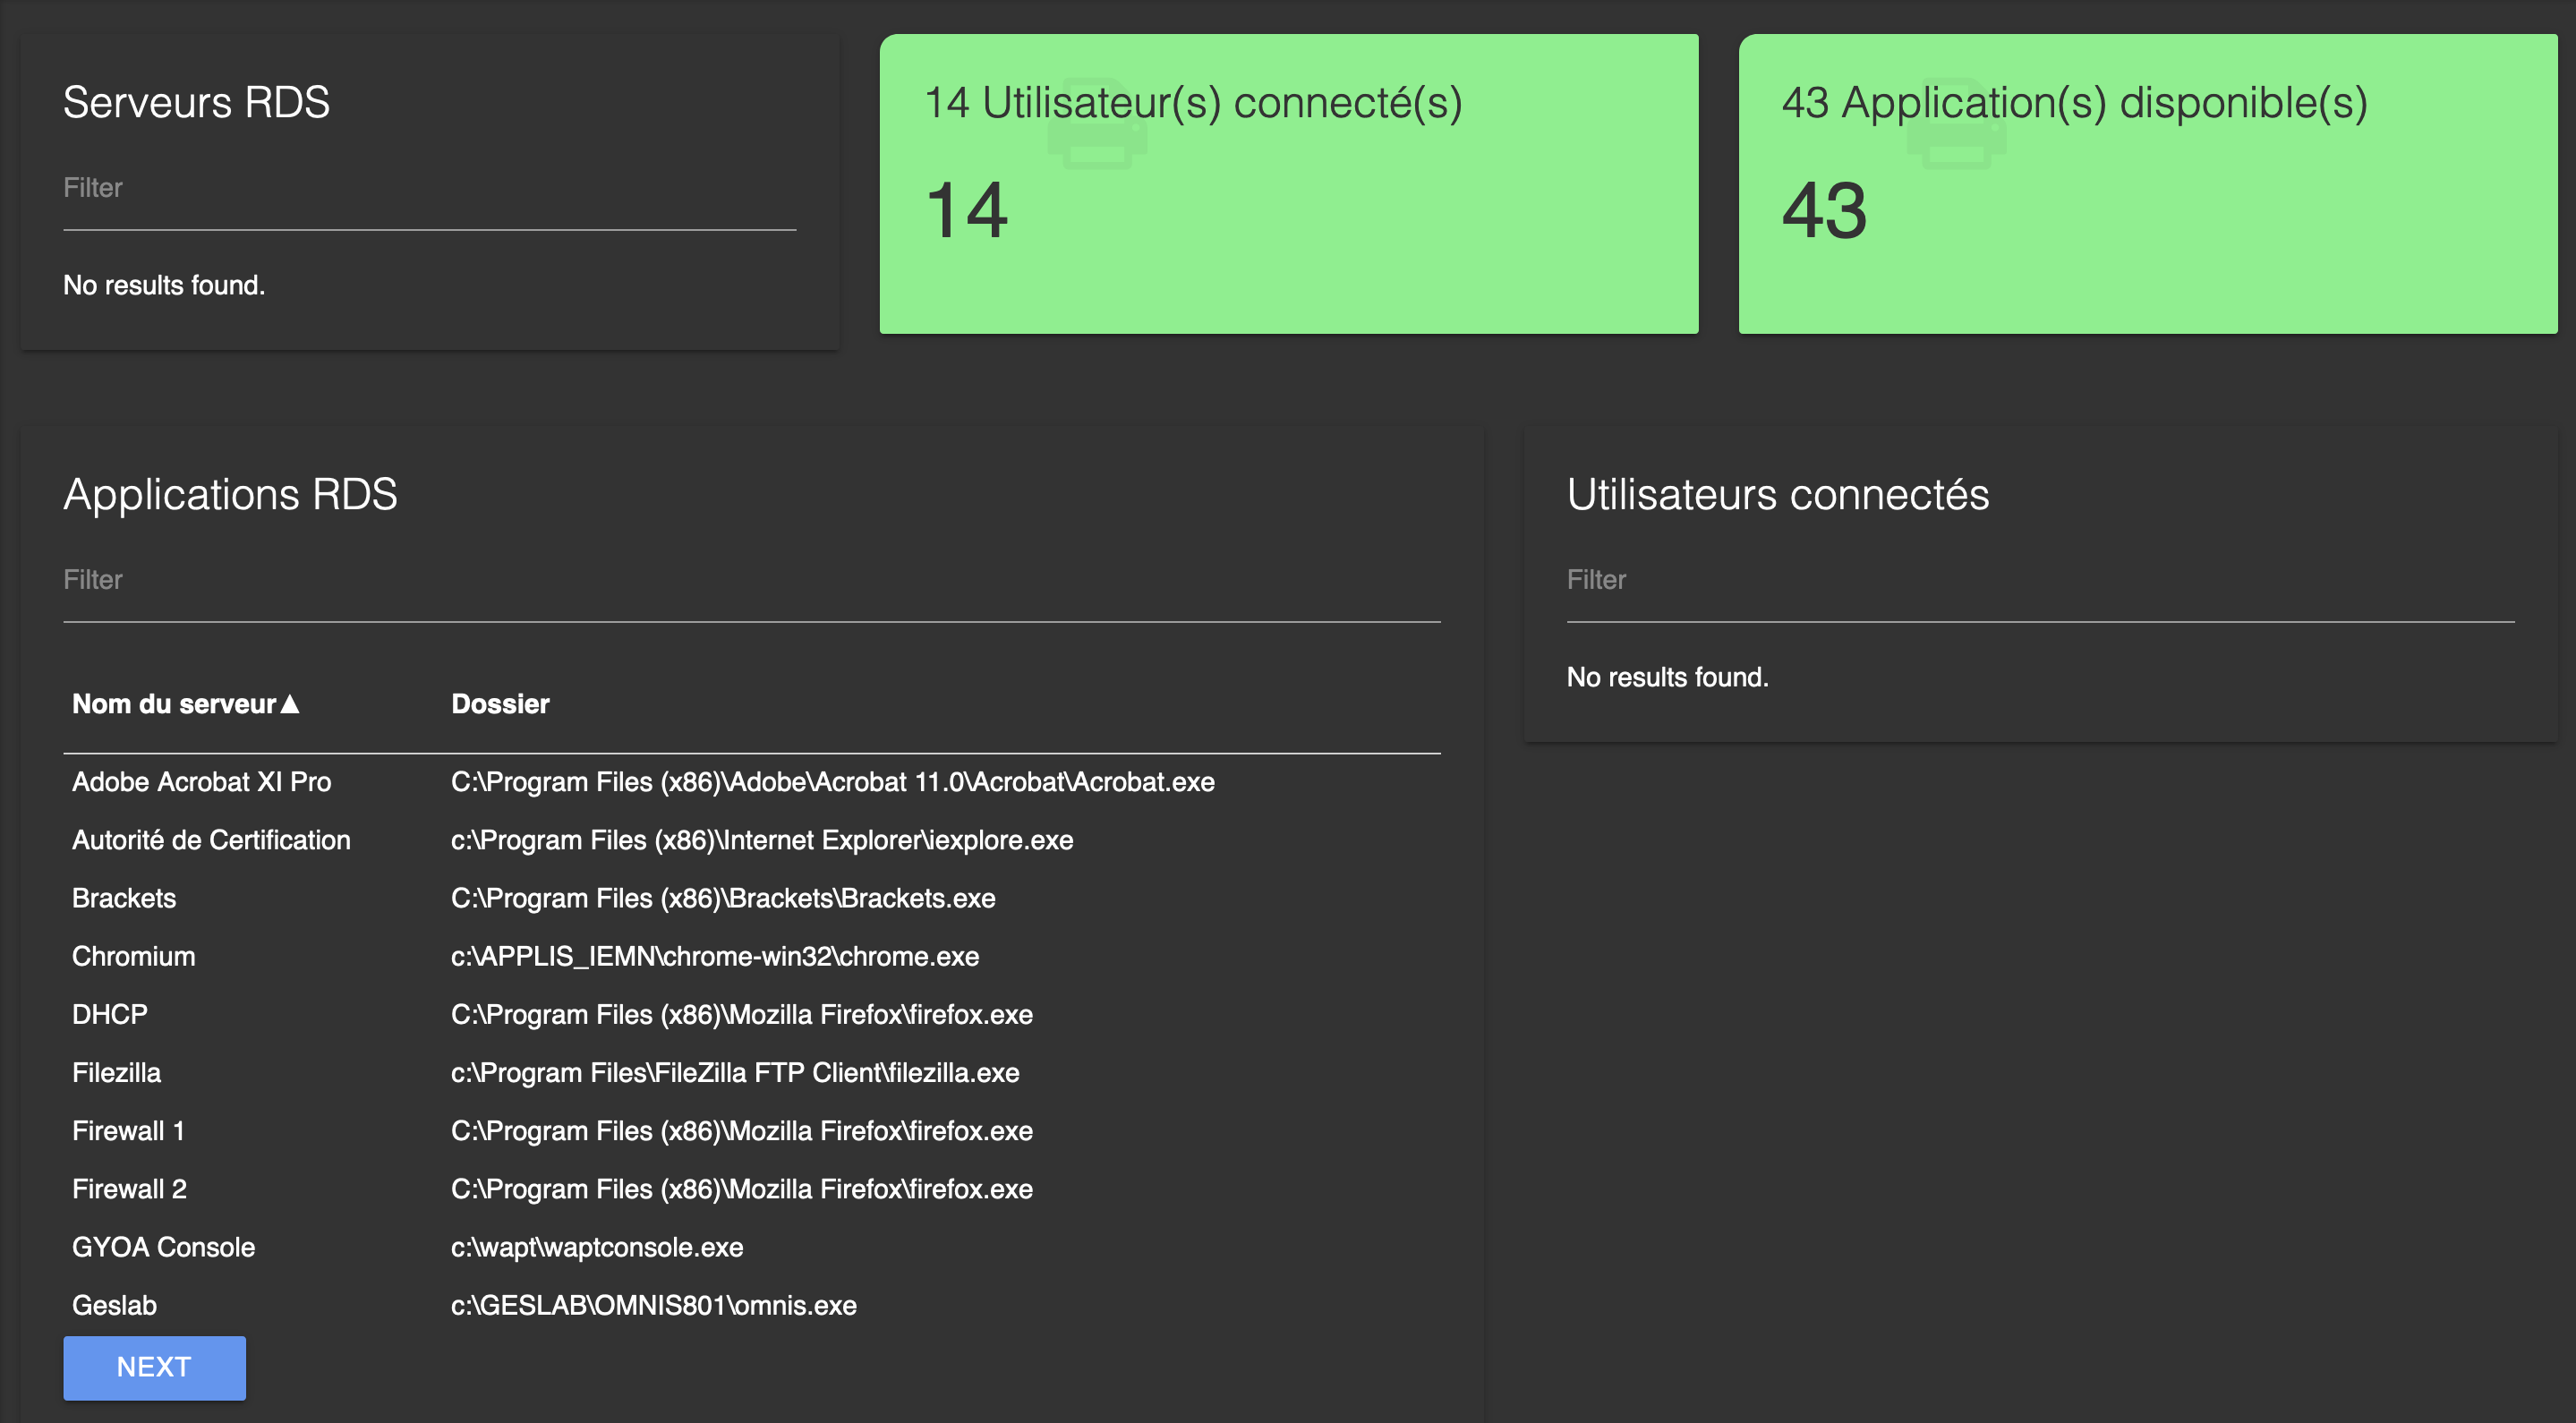 Serveurs RDS
Filter
No results found.
14 Utilisateur(s) connecté(s)
14
43 Application(s) disponible(s)
43
Applications RDS
Filter
Nom du serveur▲ Dossier
Adobe Acrobat XI Pro C:\Program Files (x86)\Adobe\Acrobat 11.0\Acrobat\Acrobat.exe
Autorité de Certification c:\Program Files (x86)\Internet Explorer\iexplore.exe
Brackets C:\Program Files (x86)\Brackets\Brackets.exe
Chromium c:\APPLIS_IEMN\chrome-win32\chrome.exe
DHCP C:\Program Files (x86)\Mozilla Firefox\firefox.exe
Filezilla c:\Program Files\FileZilla FTP Client\filezilla.exe
Firewall 1 C:\Program Files (x86)\Mozilla Firefox\firefox.exe
Firewall 2 C:\Program Files (x86)\Mozilla Firefox\firefox.exe
GYOA Console c:\wapt\waptconsole.exe
Geslab c:\GESLAB\OMNIS801\omnis.exe
NEXT
Utilisateurs connectés
Filter
No results found.